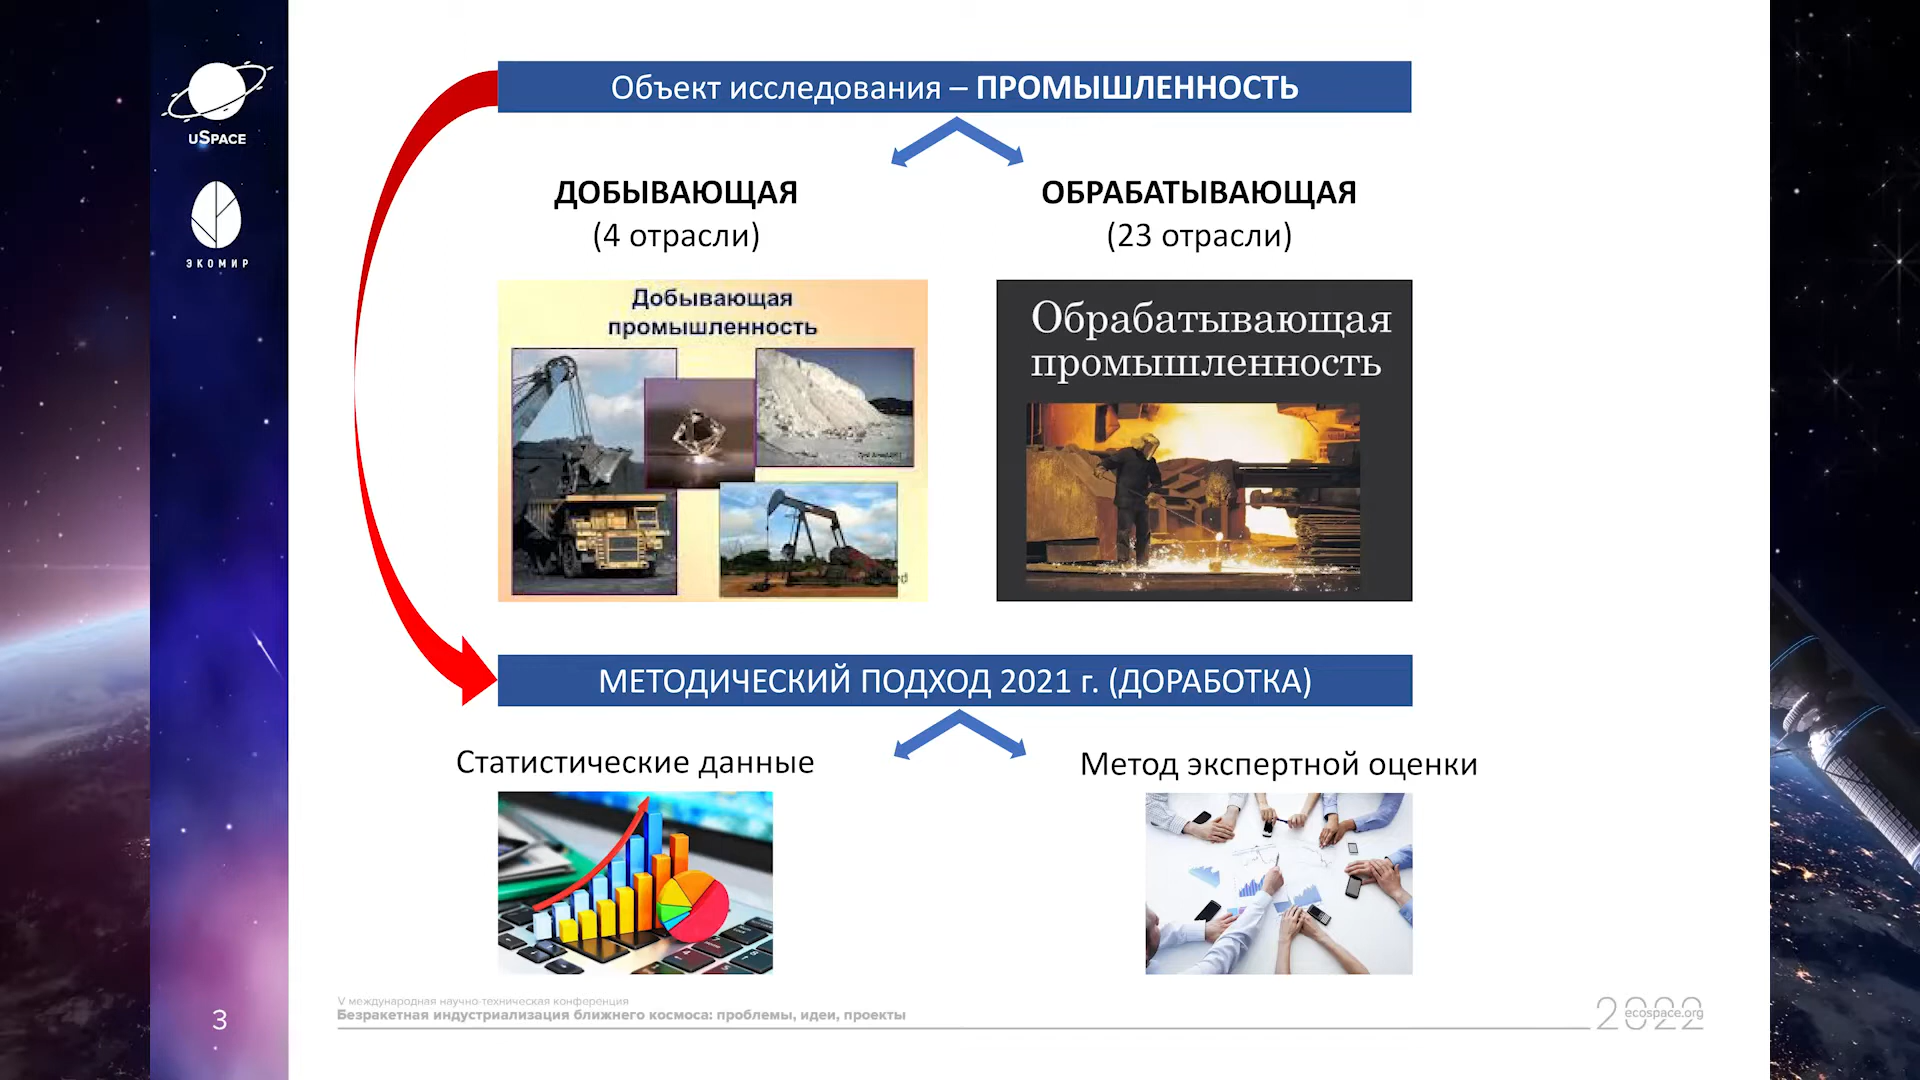 uSpace
ЭКОМИР
Объект исследования – ПРОМЫШЛЕННОСТЬ
ДОБЫВАЮЩАЯ
(4 отрасли)
ОБРАБАТЫВАЮЩАЯ
(23 отрасли)
Добывающая
промышленность
Обрабатывающая
промышленность
МЕТОДИЧЕСКИЙ ПОДХОД 2021 г. (ДОРАБОТКА)
Статистические данные
Метод экспертной оценки
3
V международная научно-техническая конференция
Безракетная индустриализация ближнего космоса: проблемы, идеи, проекты
2022
ecospace.org